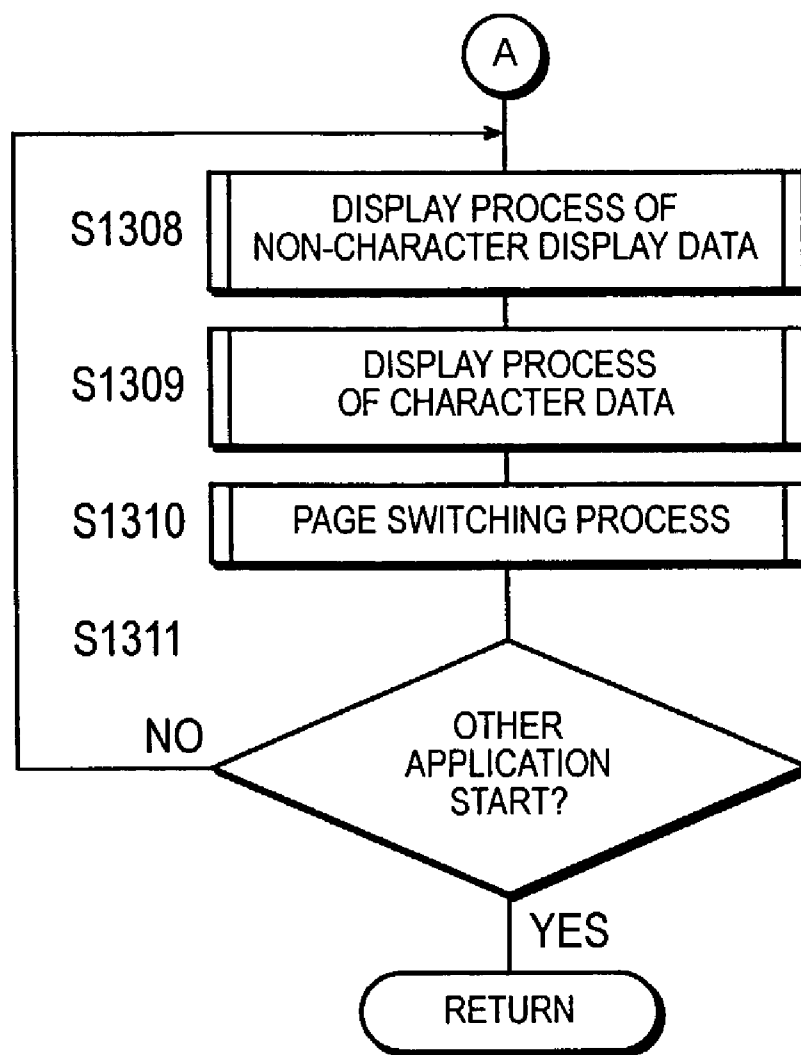 A
S1308
DISPLAY PROCESS OF
NON-CHARACTER DISPLAY DATA
S1309
DISPLAY PROCESS
OF CHARACTER DATA
S1310
PAGE SWITCHING PROCESS
S1311
OTHER
APPLICATION
START?
NO
YES
RETURN